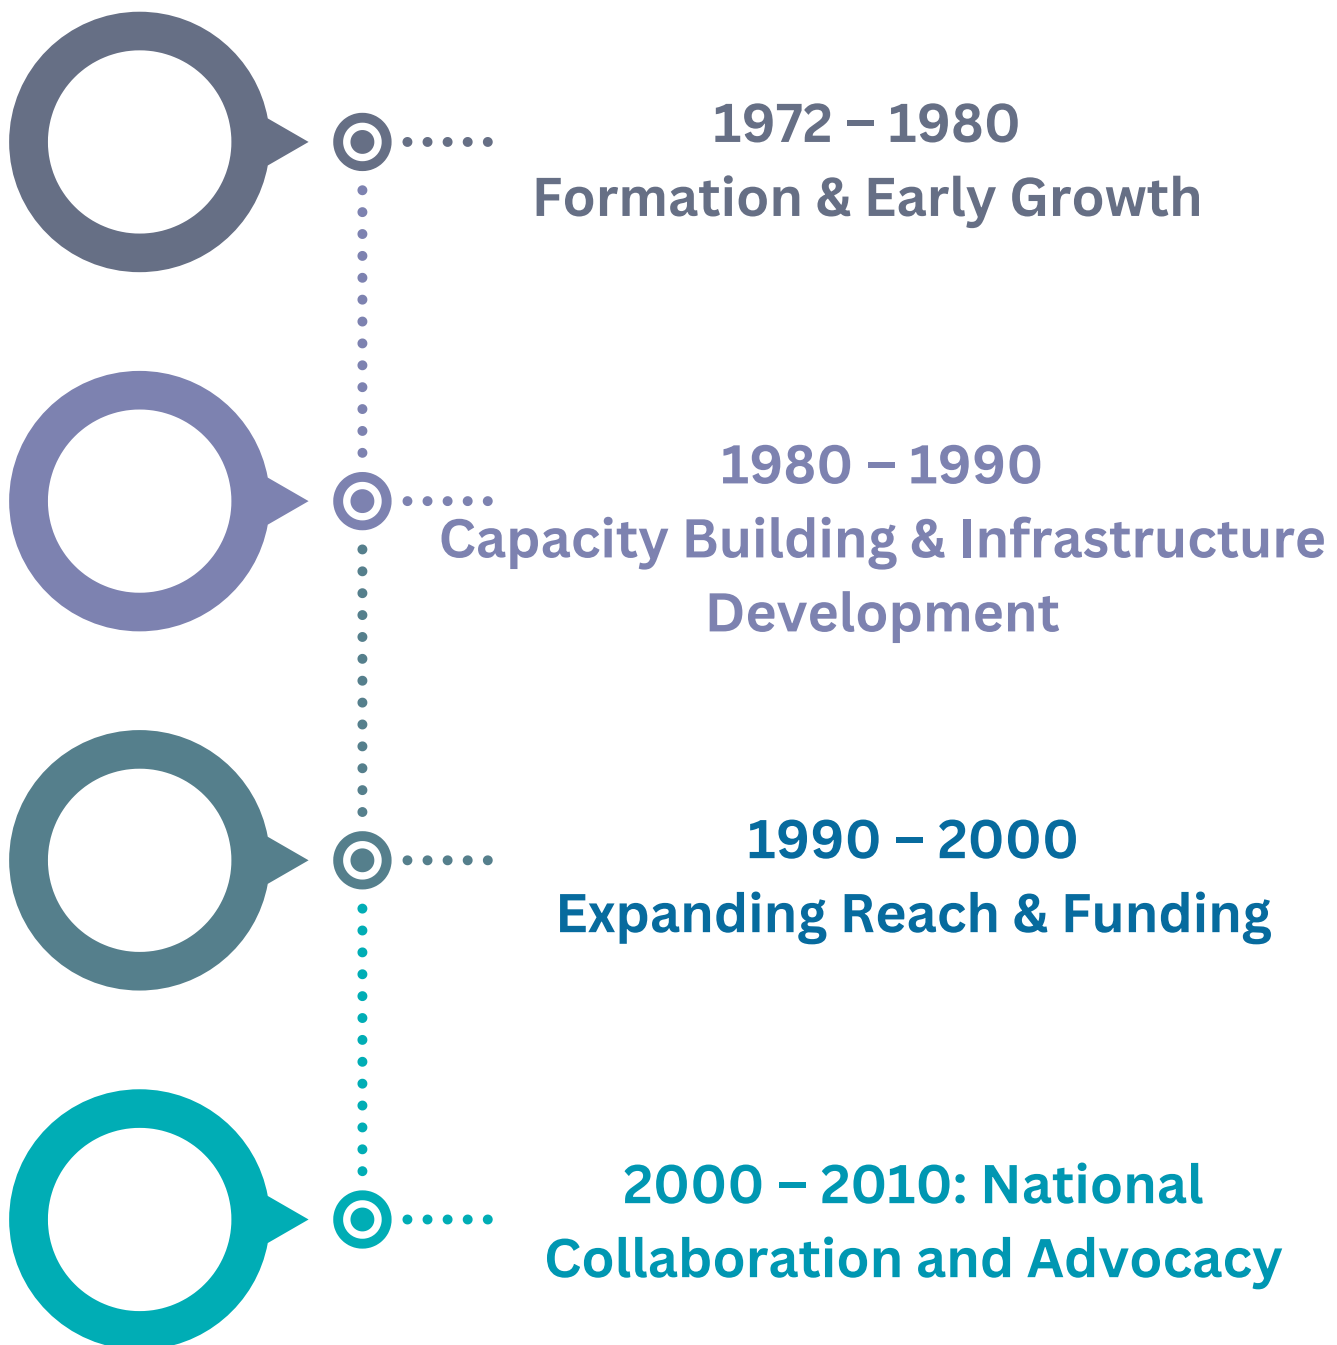 1972 – 1980
Formation & Early Growth
1980 – 1990
Capacity Building & Infrastructure
Development
1990 – 2000
Expanding Reach & Funding
2000 – 2010: National
Collaboration and Advocacy